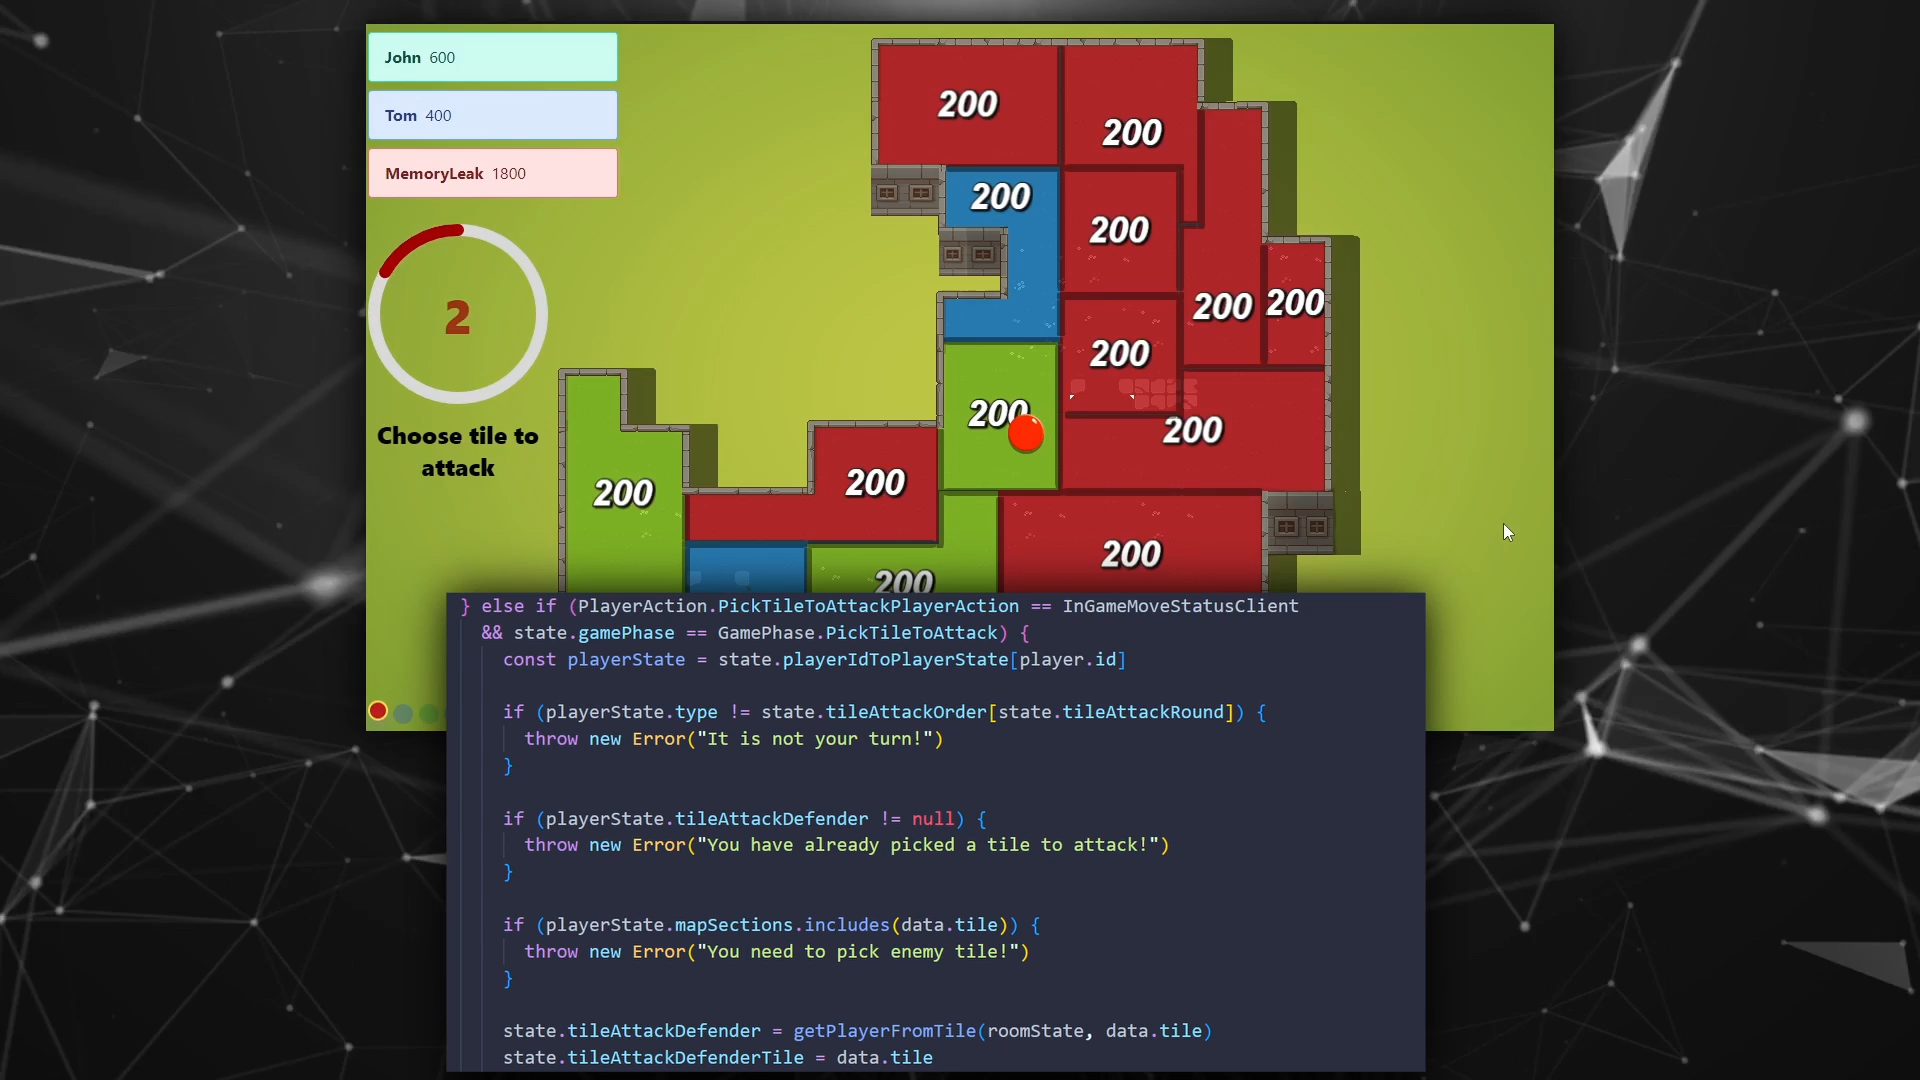 John 600
Tom 400
MemoryLeak 1800
2
Choose tile to
attack
200
200
200
200
200
200
200
200
200
200
200
200
200
} else if (PlayerAction.PickTileToAttackPlayerAction == InGameMoveStatusClient
&& state.gamePhase == GamePhase.PickTileToAttack) {
const playerState = state.playerIdToPlayerState[player.id]
if (playerState.type != state.tileAttackOrder[state.tileAttackRound]) {
throw new Error("It is not your turn!")
}
if (playerState.tileAttackDefender != null) {
throw new Error("You have already picked a tile to attack!")
}
if (playerState.mapSections.includes(data.tile)) {
throw new Error("You need to pick enemy tile!")
}
state.tileAttackDefender = getPlayerFromTile(roomState, data.tile)
state.tileAttackDefenderTile = data.tile